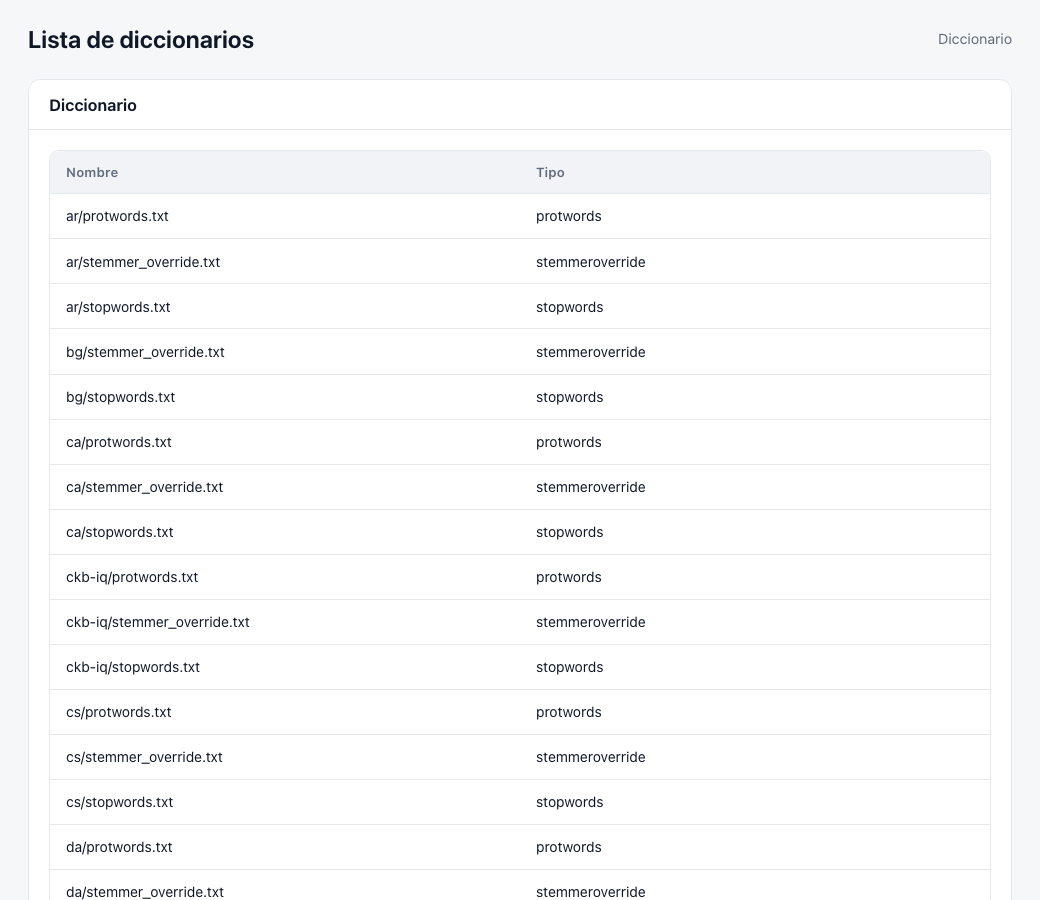 Lista de diccionarios
Diccionario
Diccionario
Nombre Tipo
ar/protwords.txt protwords
ar/stemmer_override.txt stemmeroverride
ar/stopwords.txt stopwords
bg/stemmer_override.txt stemmeroverride
bg/stopwords.txt stopwords
ca/protwords.txt protwords
ca/stemmer_override.txt stemmeroverride
ca/stopwords.txt stopwords
ckb-iq/protwords.txt protwords
ckb-iq/stemmer_override.txt stemmeroverride
ckb-iq/stopwords.txt stopwords
cs/protwords.txt protwords
cs/stemmer_override.txt stemmeroverride
cs/stopwords.txt stopwords
da/protwords.txt protwords
da/stemmer_override.txt stemmeroverride